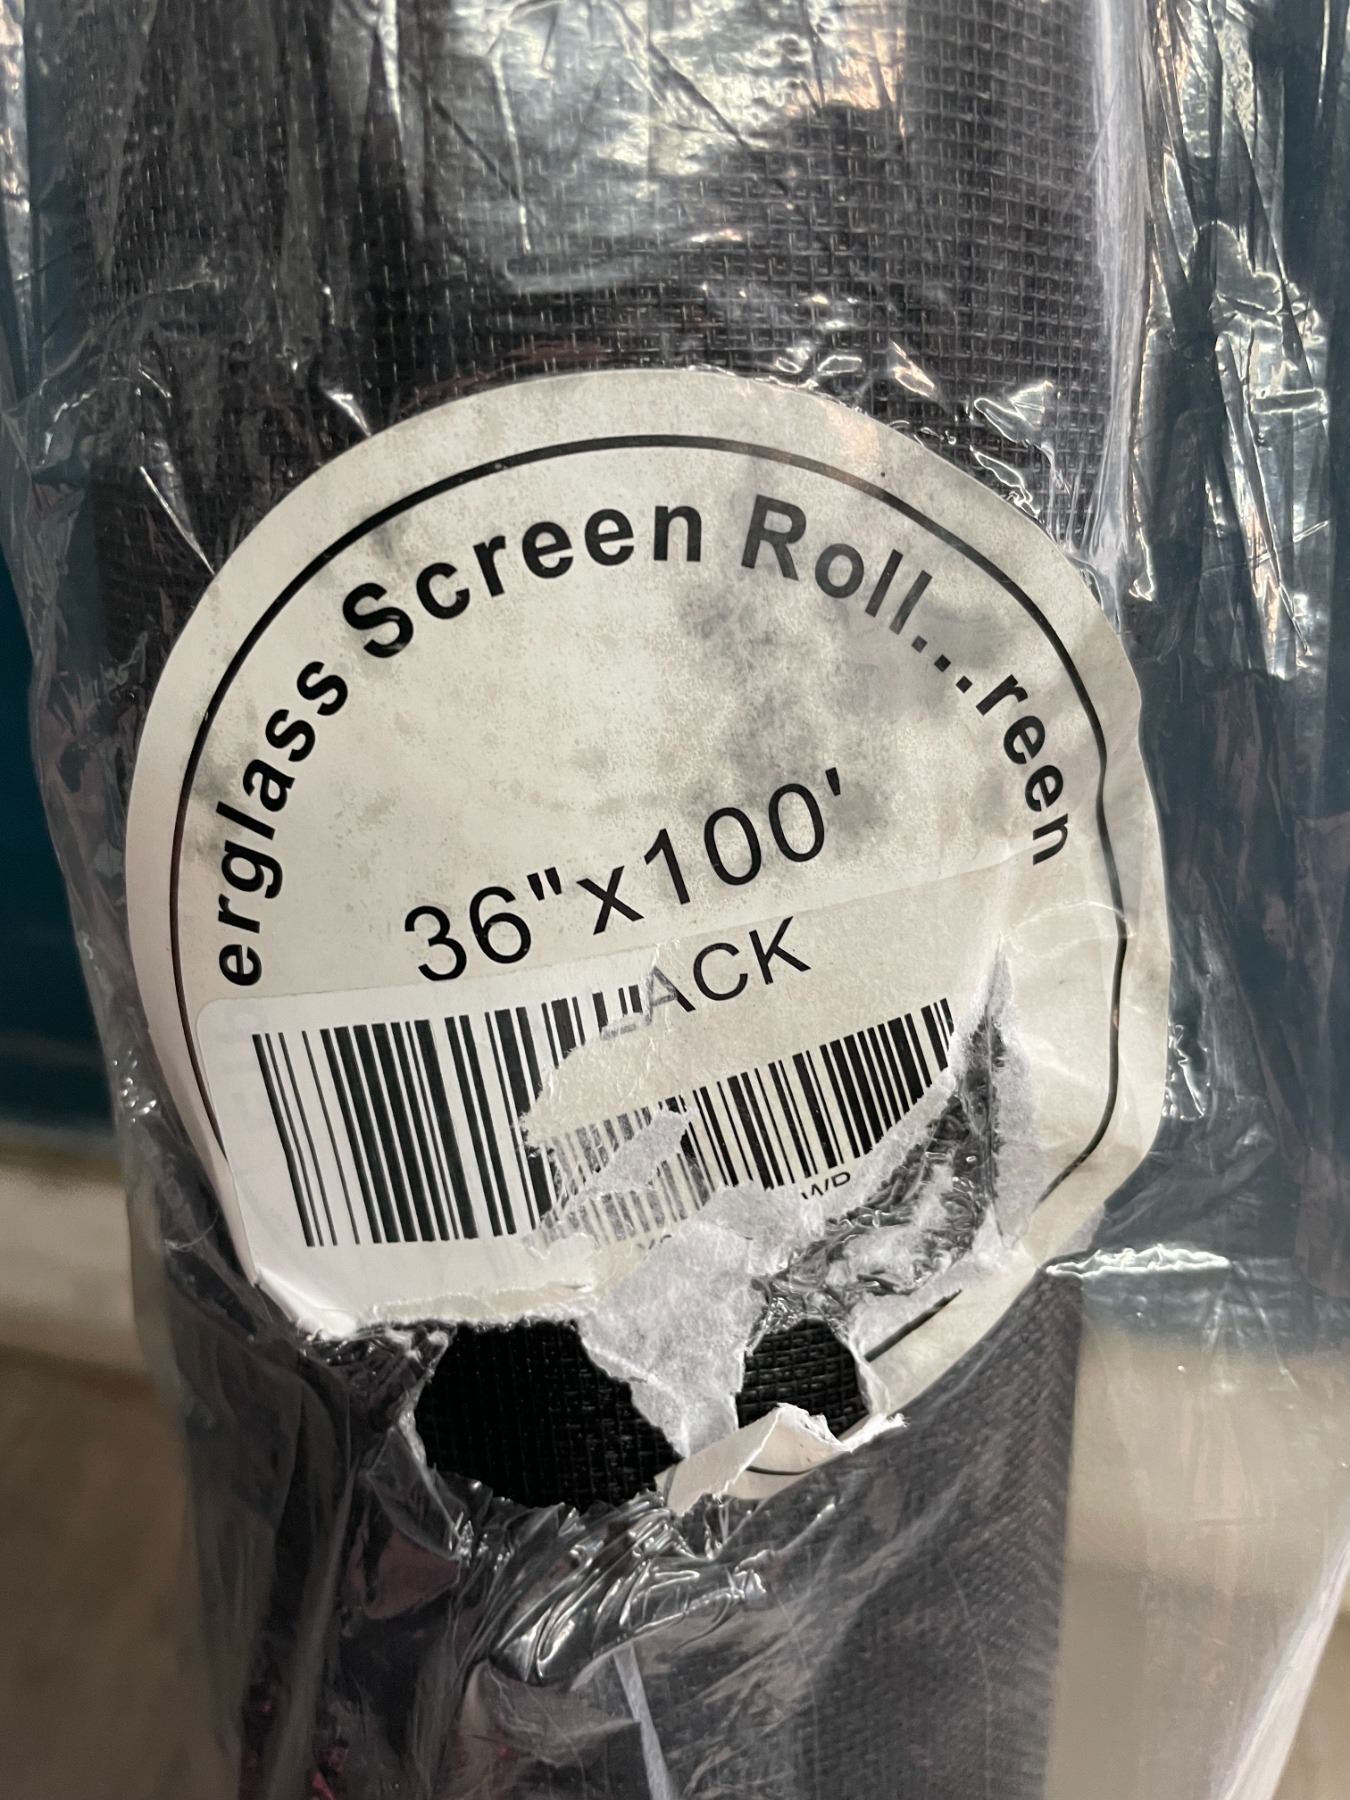 erglass Screen Roll...reen
36"x100'
LACK